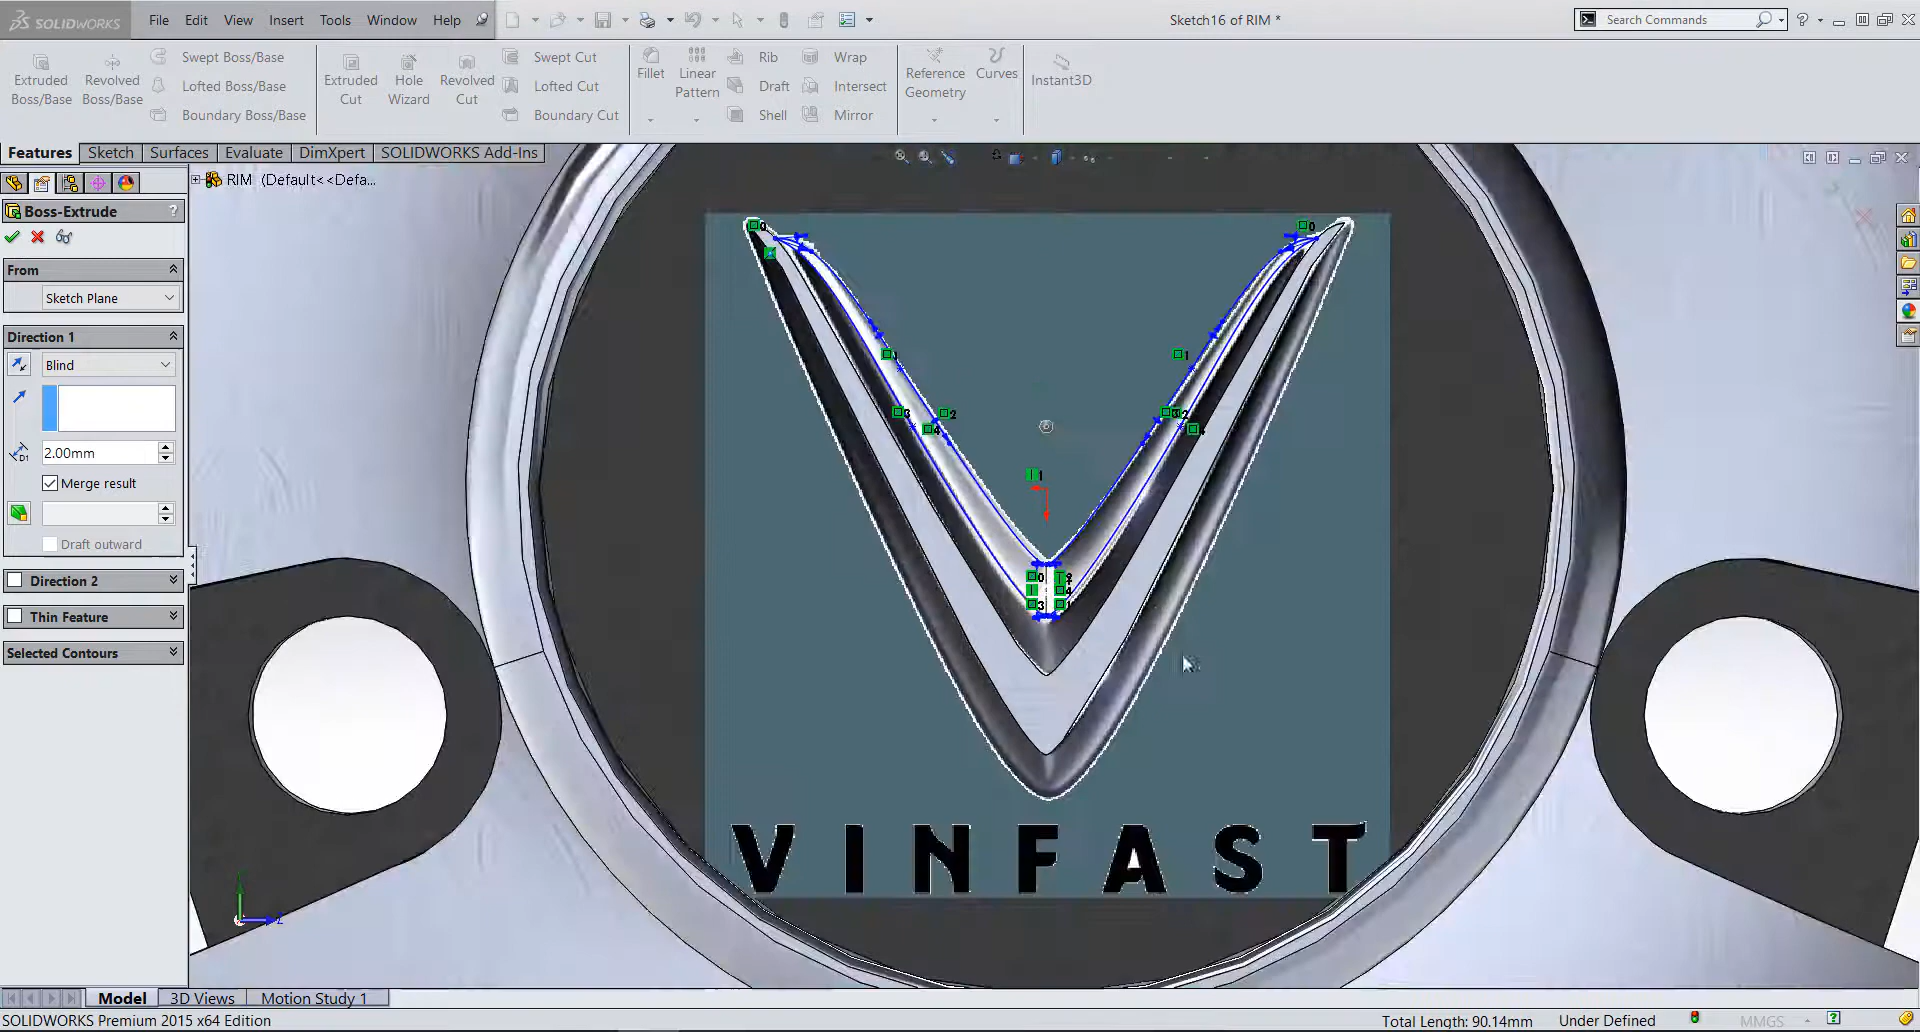 SOLIDWORKS File Edit View Insert Tools Window Help Sketch16 of RIM * Search Commands ?
Extruded Boss/Base
Revolved Boss/Base
Swept Boss/Base
Lofted Boss/Base
Boundary Boss/Base
Extruded Cut
Hole Wizard
Revolved Cut
Swept Cut
Lofted Cut
Boundary Cut
Fillet
Linear Pattern
Rib
Draft
Shell
Wrap
Intersect
Mirror
Reference Geometry
Curves
Instant3D
Features Sketch Surfaces Evaluate DimXpert SOLIDWORKS Add-Ins
RIM (Default<<Defa...
Boss-Extrude ?
From
Sketch Plane
Direction 1
Blind
D1 2.00mm
Merge result
Draft outward
Direction 2
Thin Feature
Selected Contours
VINFAST
Model 3D Views Motion Study 1
SOLIDWORKS Premium 2015 x64 Edition Total Length: 90.14mm Under Defined MMGS ?